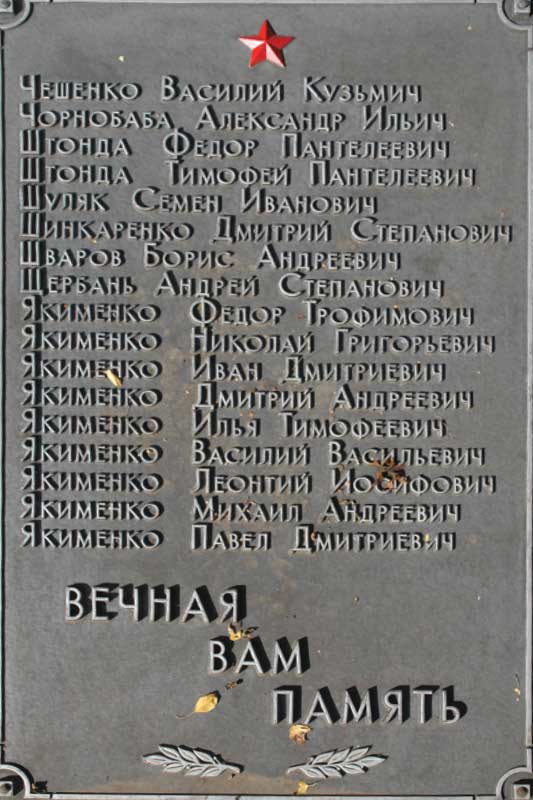 Чешенко Василий Кузьмич
Чорнобаба Александр Ильич
Штонда Федор Пантелеевич
Штонда Тимофей Пантелеевич
Шуляк Семен Иванович
Шинкаренко Дмитрий Степанович
Шваров Борис Андреевич
Щербань Андрей Степанович
Якименко Федор Трофимович
Якименко Николай Григорьевич
Якименко Иван Дмитриевич
Якименко Дмитрий Андреевич
Якименко Илья Тимофеевич
Якименко Василий Васильевич
Якименко Леонтий Иосифович
Якименко Михаил Андреевич
Якименко Павел Дмитриевич
ВЕЧНАЯ
ВАМ
ПАМЯТЬ